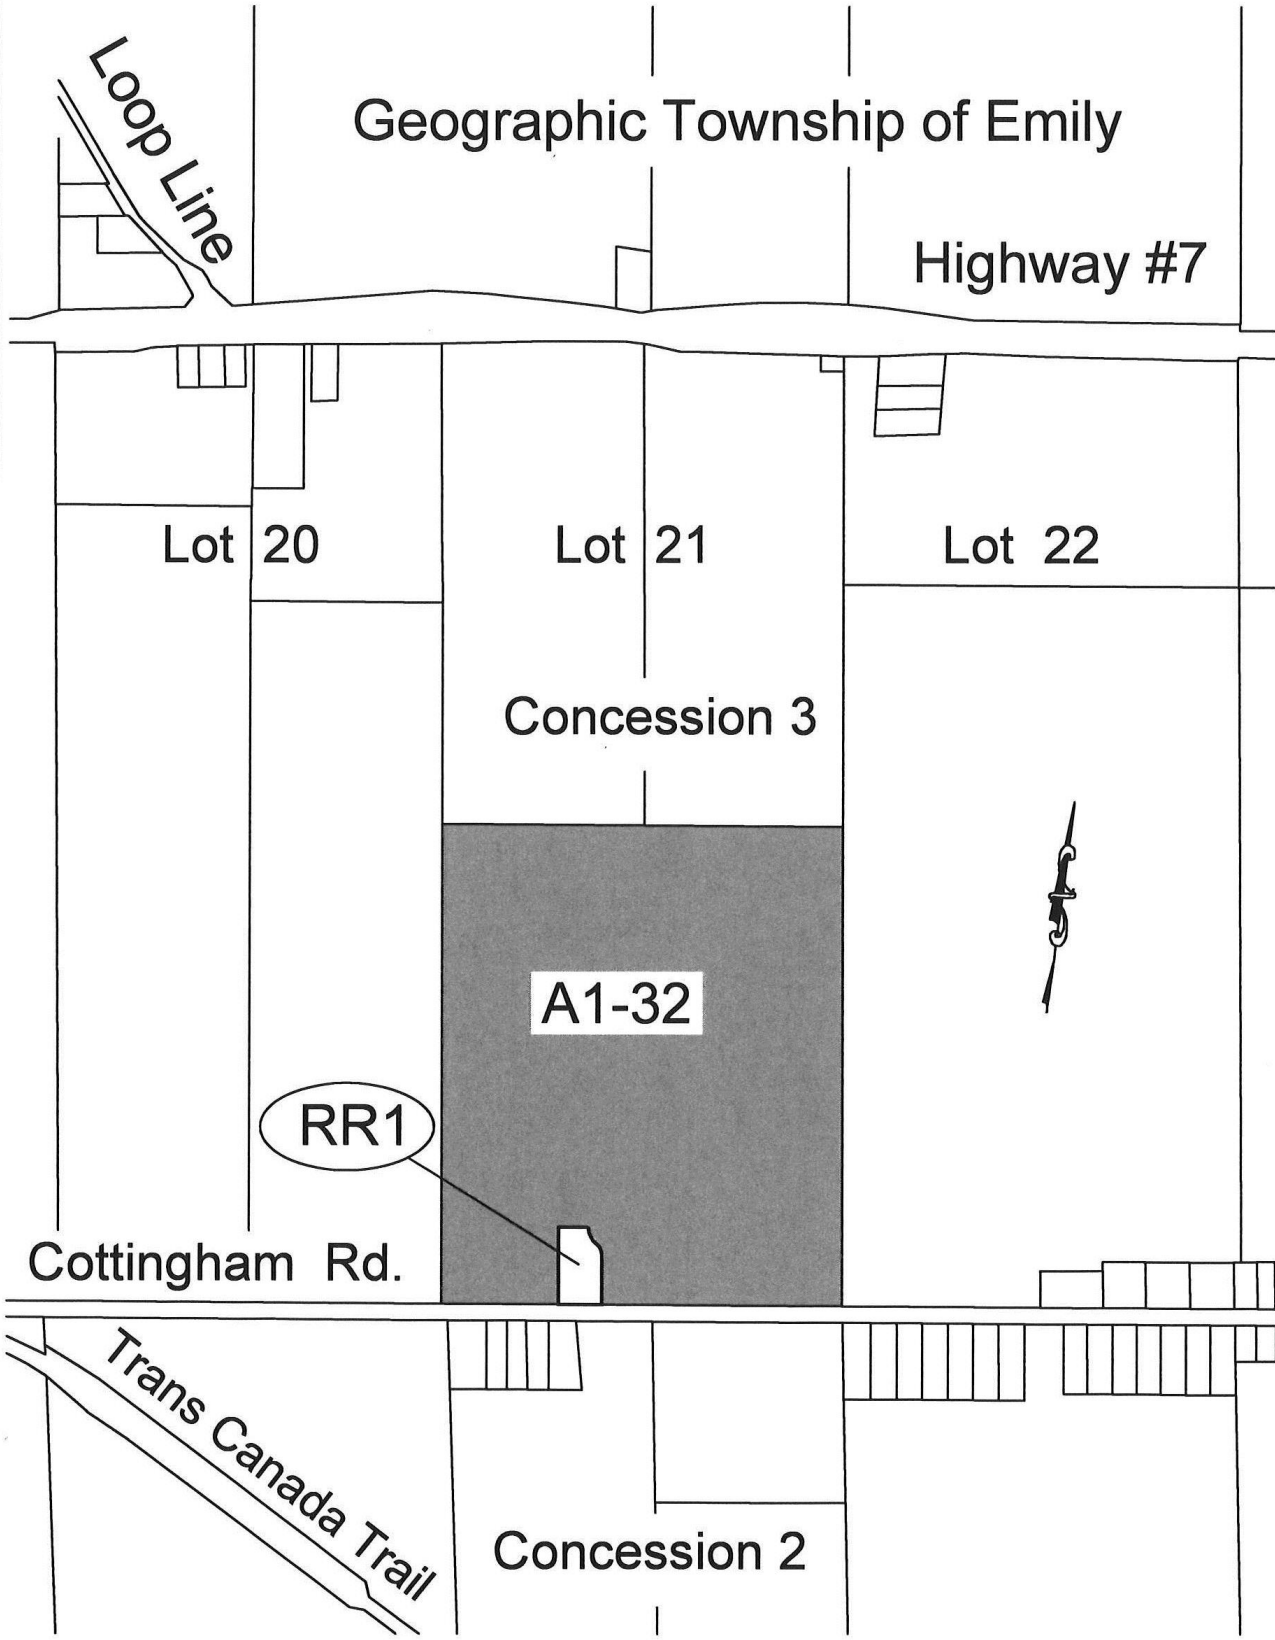 Loop Line
Geographic Township of Emily
Highway #7
Lot 20
Lot 21
Lot 22
Concession 3
A1-32
RR1
Cottingham Rd.
Trans Canada Trail
Concession 2